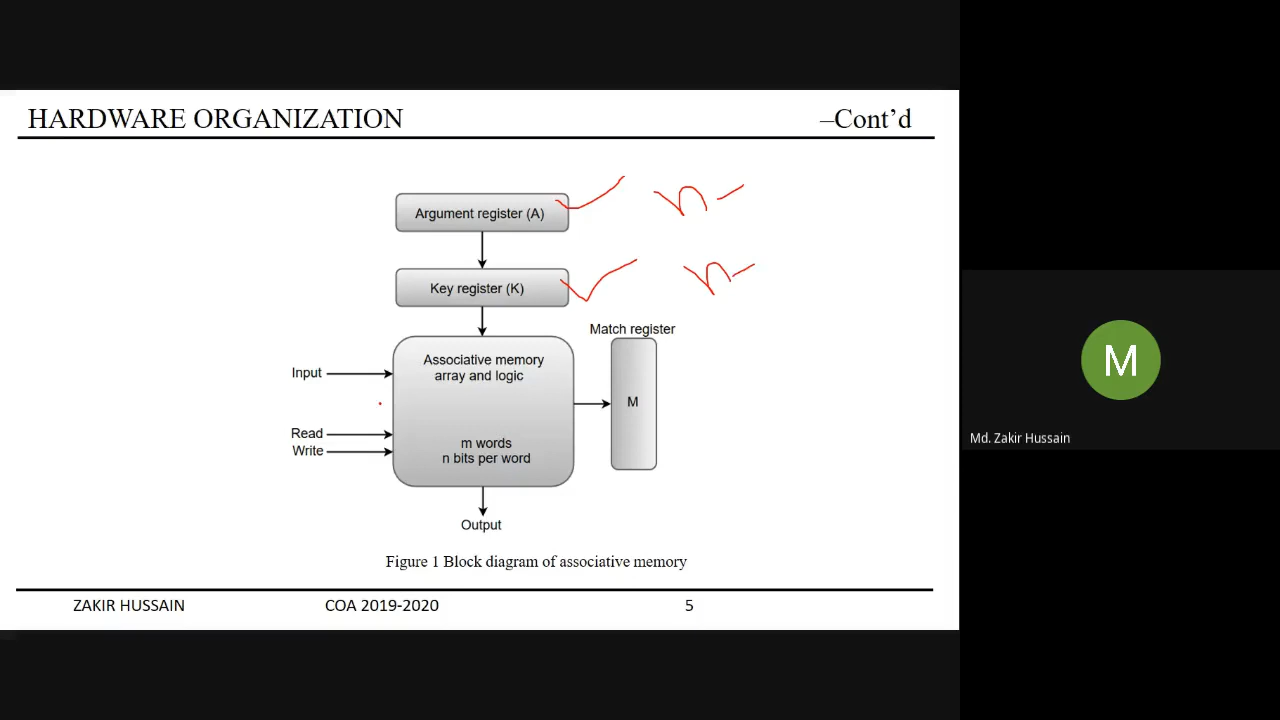 HARDWARE ORGANIZATION –Cont’d
Argument register (A) n-
Key register (K) n-
Match register
Associative memory
array and logic
Input
M
Read
Write
m words
n bits per word
Output
Figure 1 Block diagram of associative memory
ZAKIR HUSSAIN COA 2019-2020 5
M
Md. Zakir Hussain